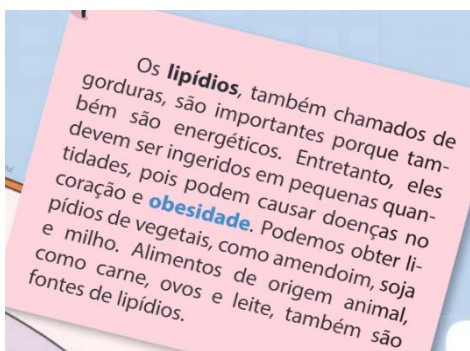 Os lipídios, também chamados de
gorduras, são importantes porque tam-
bém são energéticos. Entretanto, eles
devem ser ingeridos em pequenas quan-
tidades, pois podem causar doenças no
coração e obesidade. Podemos obter li-
pídios de vegetais, como amendoim, soja
e milho. Alimentos de origem animal,
como carne, ovos e leite, também são
fontes de lipídios.